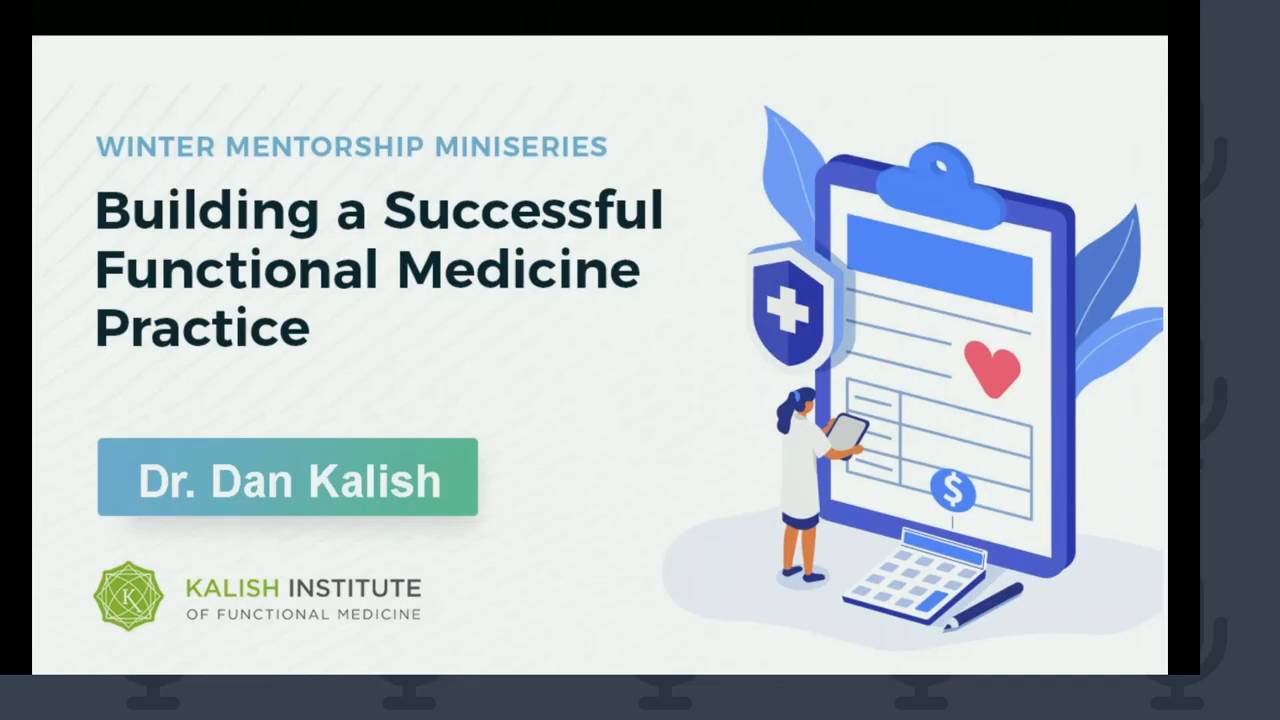 WINTER MENTORSHIP MINISERIES
Building a Successful
Functional Medicine
Practice
Dr. Dan Kalish
K
KALISH INSTITUTE
OF FUNCTIONAL MEDICINE
$